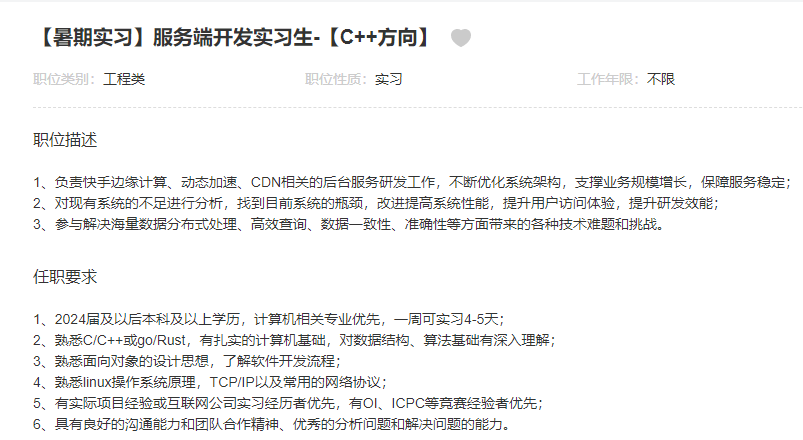 【暑期实习】服务端开发实习生-【C++方向】
职位类别：工程类 职位性质：实习 工作年限：不限
职位描述
1、负责快手边缘计算、动态加速、CDN相关的后台服务研发工作，不断优化系统架构，支撑业务规模增长，保障服务稳定；
2、对现有系统的不足进行分析，找到目前系统的瓶颈，改进提高系统性能，提升用户访问体验，提升研发效能；
3、参与解决海量数据分布式处理、高效查询、数据一致性、准确性等方面带来的各种技术难题和挑战。
任职要求
1、2024届及以后本科及以上学历，计算机相关专业优先，一周可实习4-5天；
2、熟悉C/C++或go/Rust，有扎实的计算机基础，对数据结构、算法基础有深入理解；
3、熟悉面向对象的设计思想，了解软件开发流程；
4、熟悉linux操作系统原理，TCP/IP以及常用的网络协议；
5、有实际项目经验或互联网公司实习经历者优先，有OI、ICPC等竞赛经验者优先；
6、具有良好的沟通能力和团队合作精神、优秀的分析问题和解决问题的能力。